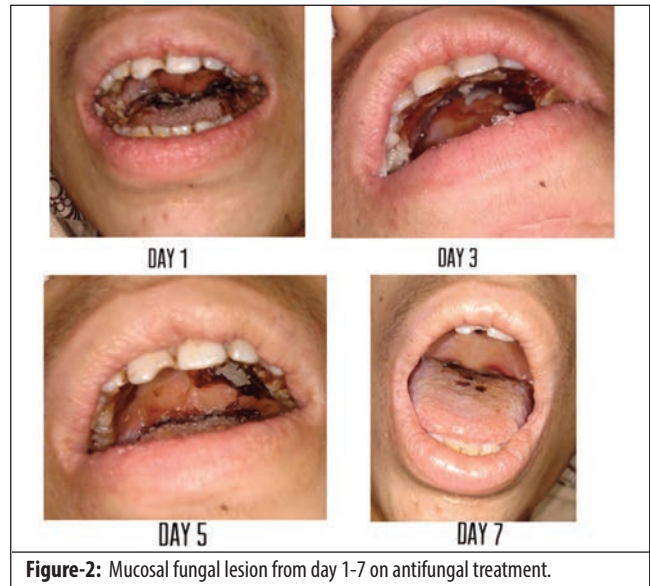 DAY 1
DAY 3
DAY 5
DAY 7
Figure-2: Mucosal fungal lesion from day 1-7 on antifungal treatment.